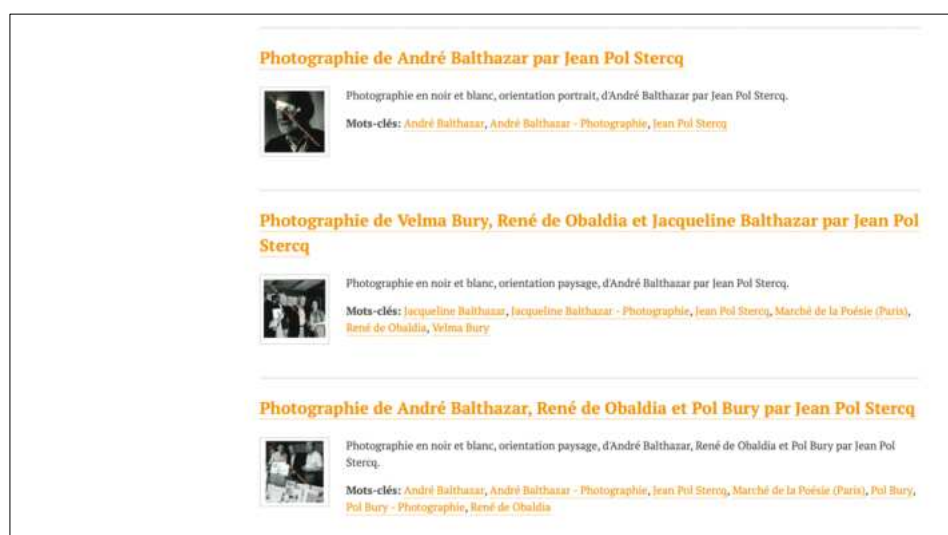 Photographie de André Balthazar par Jean Pol Stercq
Photographie en noir et blanc, orientation portrait, d'André Balthazar par Jean Pol Stercq.
Mots-clés: André Balthazar, André Balthazar - Photographie, Jean Pol Stercq
Photographie de Velma Bury, René de Obaldia et Jacqueline Balthazar par Jean Pol
Stercq
Photographie en noir et blanc, orientation paysage, d'André Balthazar par Jean Pol Stercq.
Mots-clés: Jacqueline Balthazar, Jacqueline Balthazar - Photographie, Jean Pol Stercq, Marché de la Poésie (Paris),
René de Obaldia, Velma Bury
Photographie de André Balthazar, René de Obaldia et Pol Bury par Jean Pol Stercq
Photographie en noir et blanc, orientation paysage, d'André Balthazar, René de Obaldia et Pol Bury par Jean Pol
Stercq.
Mots-clés: André Balthazar, André Balthazar - Photographie, Jean Pol Stercq, Marché de la Poésie (Paris), Pol Bury,
Pol Bury - Photographie, René de Obaldia